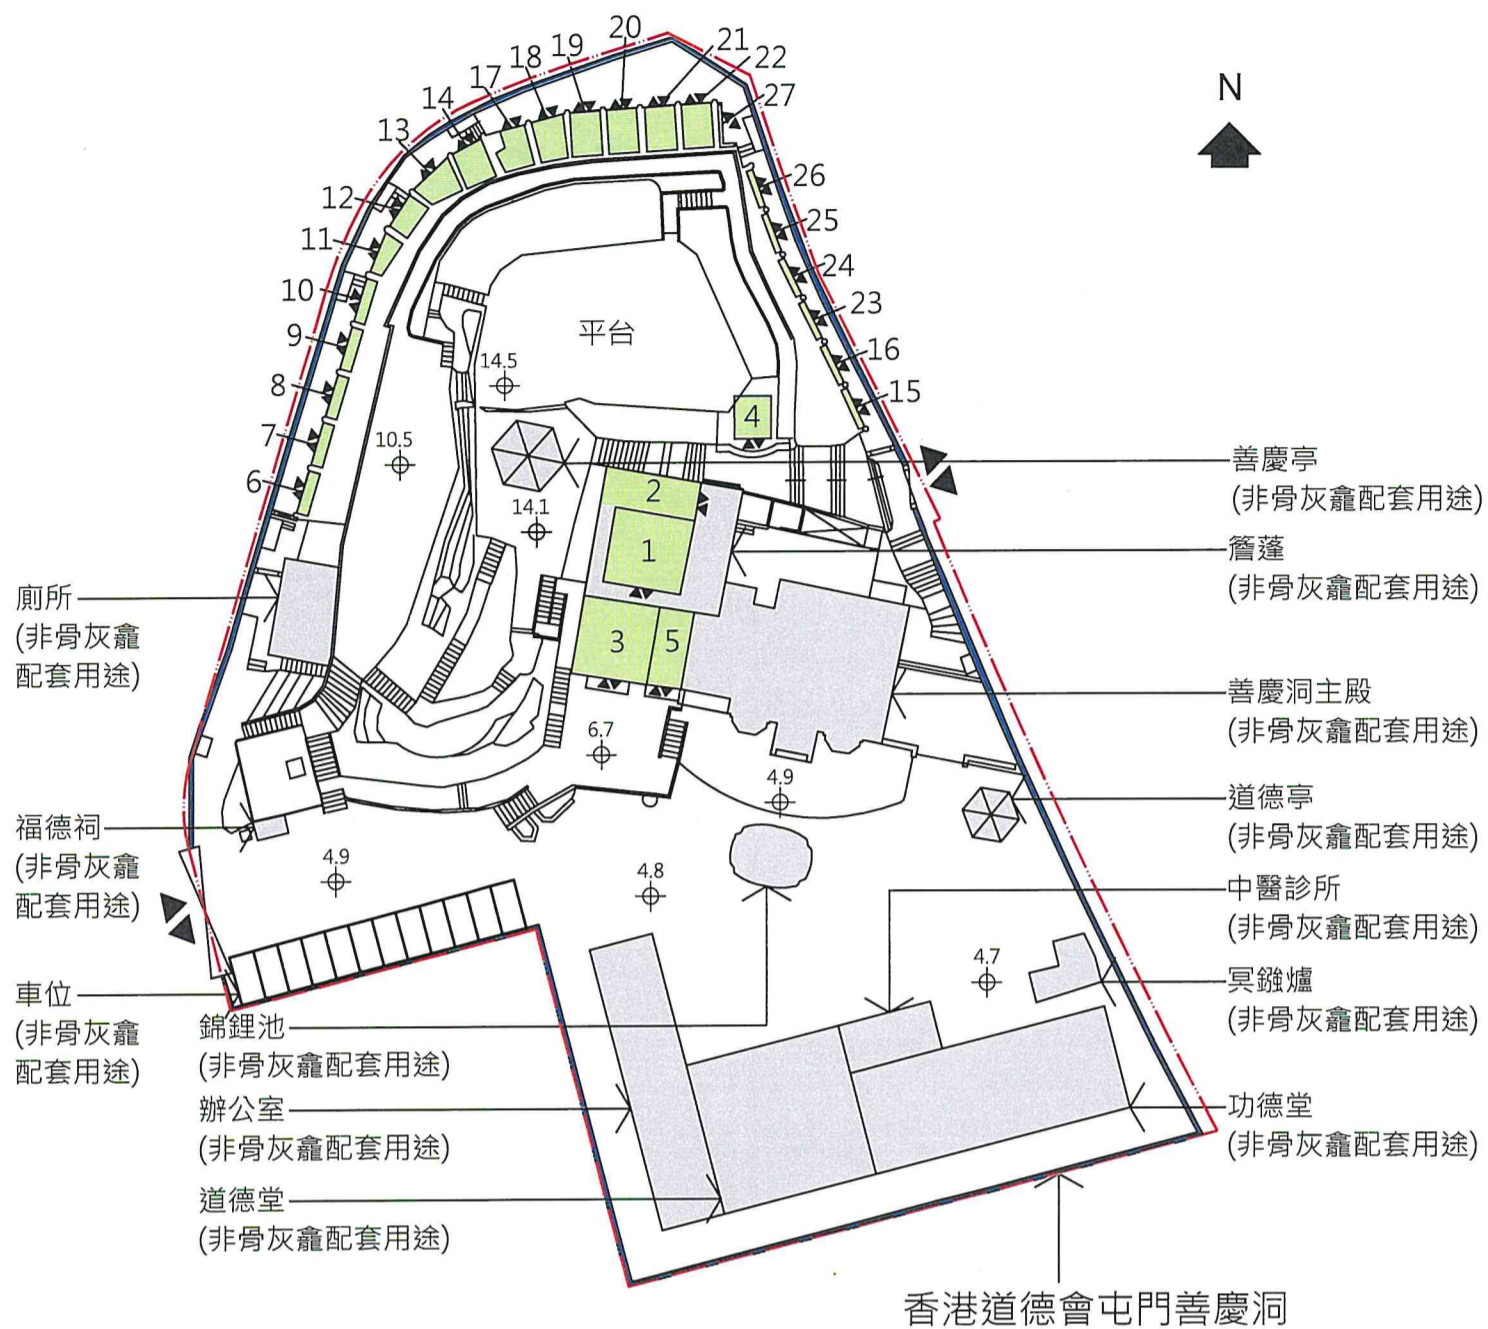 20
19
21
18
22
17
27
14
13
12
11
10
9
8
7
6
26
25
24
23
16
15
N
平台
14.5
10.5
14.1
4
2
1
3
5
6.7
4.9
4.9
4.8
4.7
廁所
(非骨灰龕
配套用途)
福德祠
(非骨灰龕
配套用途)
車位
(非骨灰龕
配套用途)
錦鯉池
(非骨灰龕配套用途)
辦公室
(非骨灰龕配套用途)
道德堂
(非骨灰龕配套用途)
善慶亭
(非骨灰龕配套用途)
簷蓬
(非骨灰龕配套用途)
善慶洞主殿
(非骨灰龕配套用途)
道德亭
(非骨灰龕配套用途)
中醫診所
(非骨灰龕配套用途)
冥鏹爐
(非骨灰龕配套用途)
功德堂
(非骨灰龕配套用途)
香港道德會屯門善慶洞